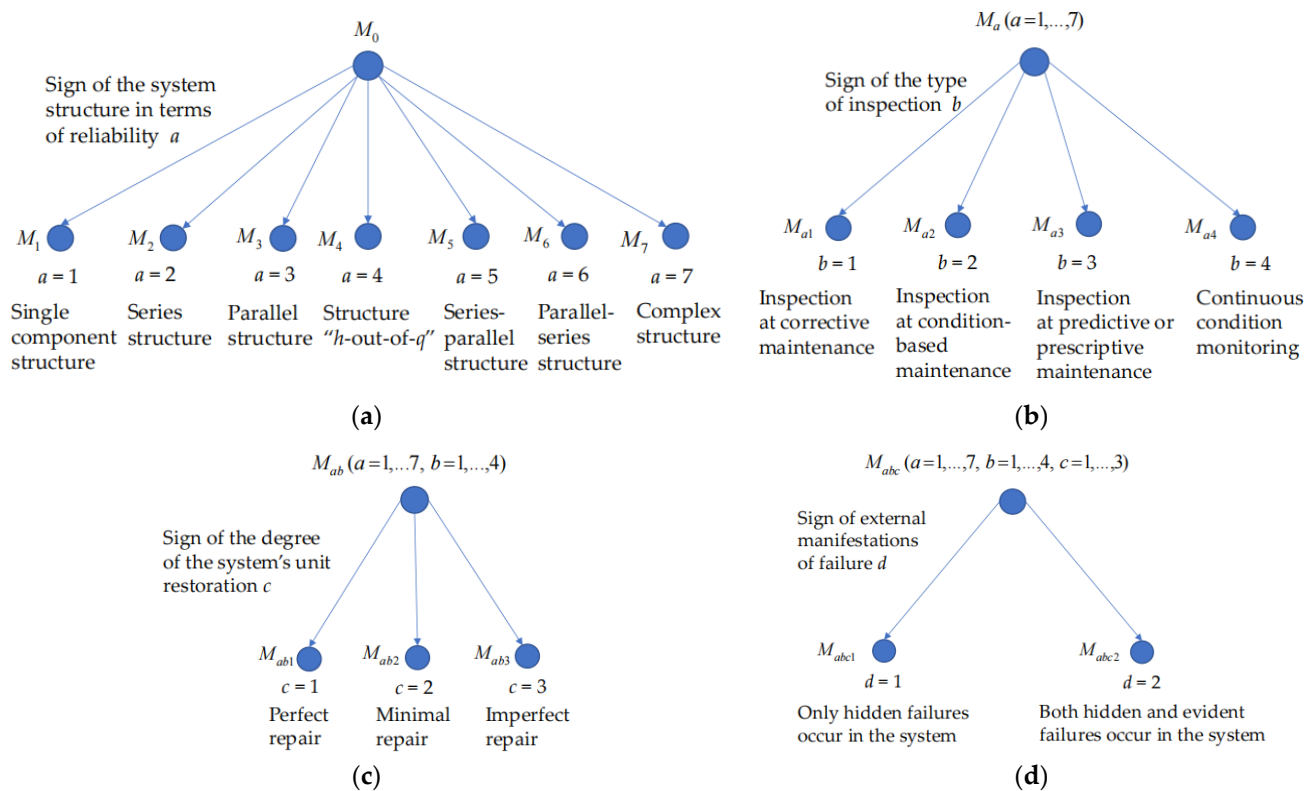 M0
Sign of the system
structure in terms
of reliability a
M1
M2
M3
M4
M5
M6
M7
a = 1
a = 2
a = 3
a = 4
a = 5
a = 6
a = 7
Single
component
structure
Series
structure
Parallel
structure
Structure
“h-out-of-q”
Series-
parallel
structure
Parallel-
series
structure
Complex
structure
(a)
Ma (a=1,...,7)
Sign of the type
of inspection b
Ma1
Ma2
Ma3
Ma4
b = 1
b = 2
b = 3
b = 4
Inspection
at corrective
maintenance
Inspection
at condition-
based
maintenance
Inspection
at predictive or
prescriptive
maintenance
Continuous
condition
monitoring
(b)
Mab (a=1,...7, b=1,...,4)
Sign of the degree
of the system’s unit
restoration c
Mab1
Mab2
Mab3
c = 1
c = 2
c = 3
Perfect
repair
Minimal
repair
Imperfect
repair
(c)
Mabc (a=1,...,7, b=1,...,4, c=1,...,3)
Sign of external
manifestations
of failure d
Mabc1
Mabc2
d = 1
d = 2
Only hidden failures
occur in the system
Both hidden and evident
failures occur in the system
(d)